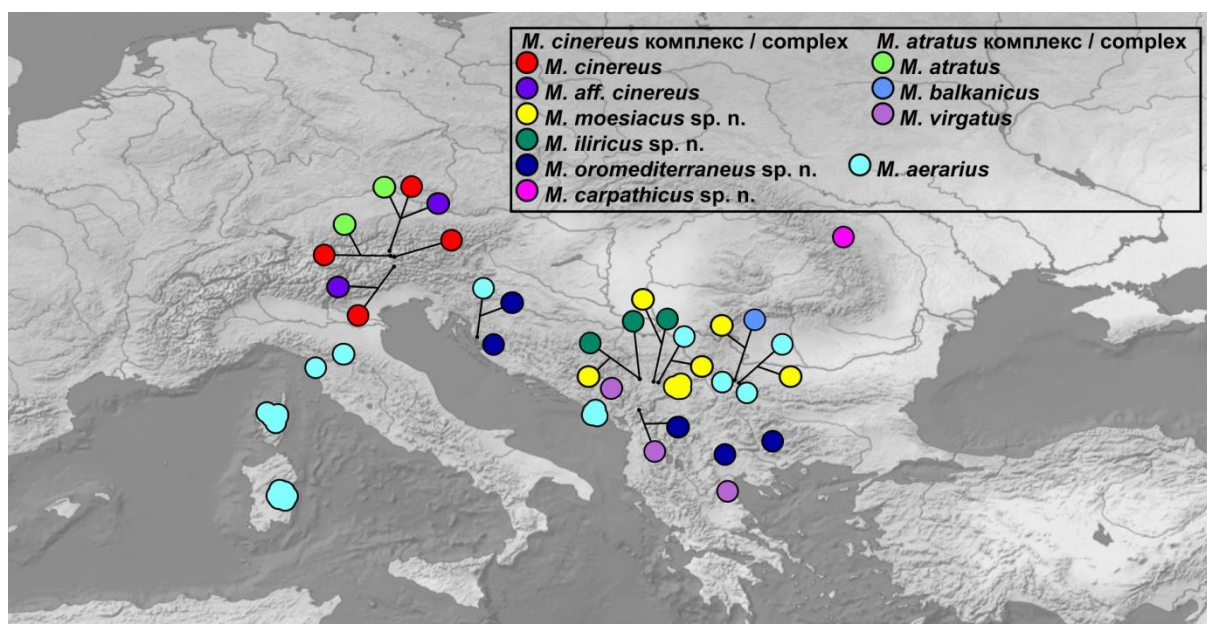 M. cinereus комплекс / complex
M. cinereus
M. aff. cinereus
M. moesiacus sp. n.
M. iliricus sp. n.
M. oromediterraneus sp. n.
M. carpathicus sp. n.
M. atratus комплекс / complex
M. atratus
M. balkanicus
M. virgatus
M. aerarius